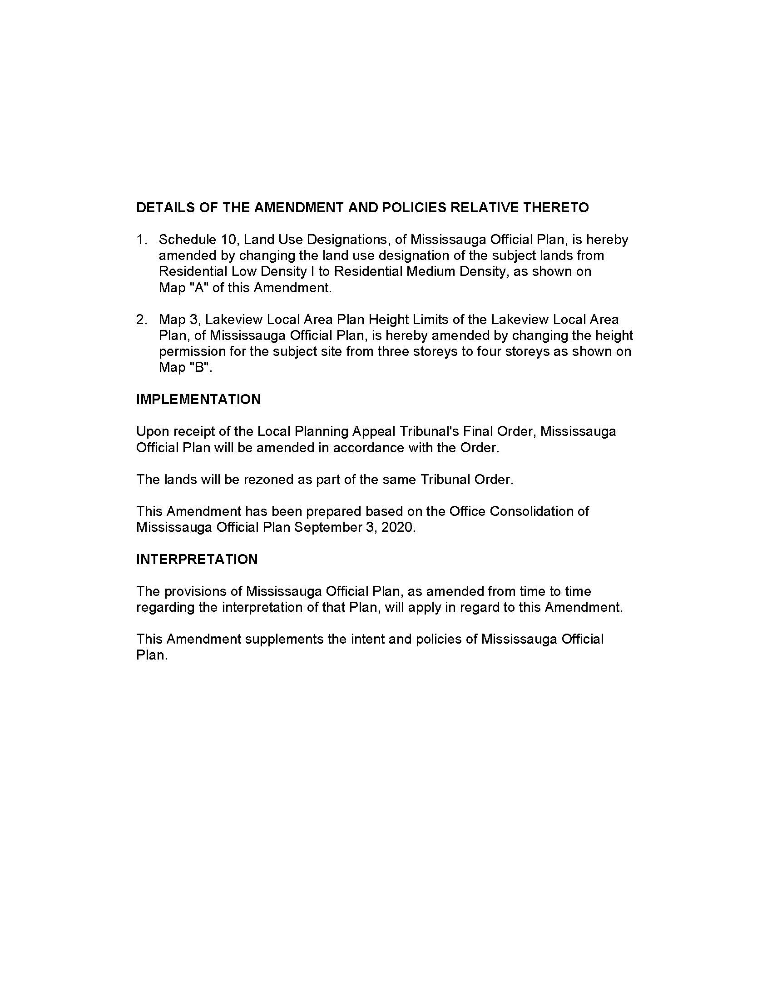 DETAILS OF THE AMENDMENT AND POLICIES RELATIVE THERETO
1. Schedule 10, Land Use Designations, of Mississauga Official Plan, is hereby
amended by changing the land use designation of the subject lands from
Residential Low Density I to Residential Medium Density, as shown on
Map "A" of this Amendment.
2. Map 3, Lakeview Local Area Plan Height Limits of the Lakeview Local Area
Plan, of Mississauga Official Plan, is hereby amended by changing the height
permission for the subject site from three storeys to four storeys as shown on
Map "B".
IMPLEMENTATION
Upon receipt of the Local Planning Appeal Tribunal's Final Order, Mississauga
Official Plan will be amended in accordance with the Order.
The lands will be rezoned as part of the same Tribunal Order.
This Amendment has been prepared based on the Office Consolidation of
Mississauga Official Plan September 3, 2020.
INTERPRETATION
The provisions of Mississauga Official Plan, as amended from time to time
regarding the interpretation of that Plan, will apply in regard to this Amendment.
This Amendment supplements the intent and policies of Mississauga Official
Plan.